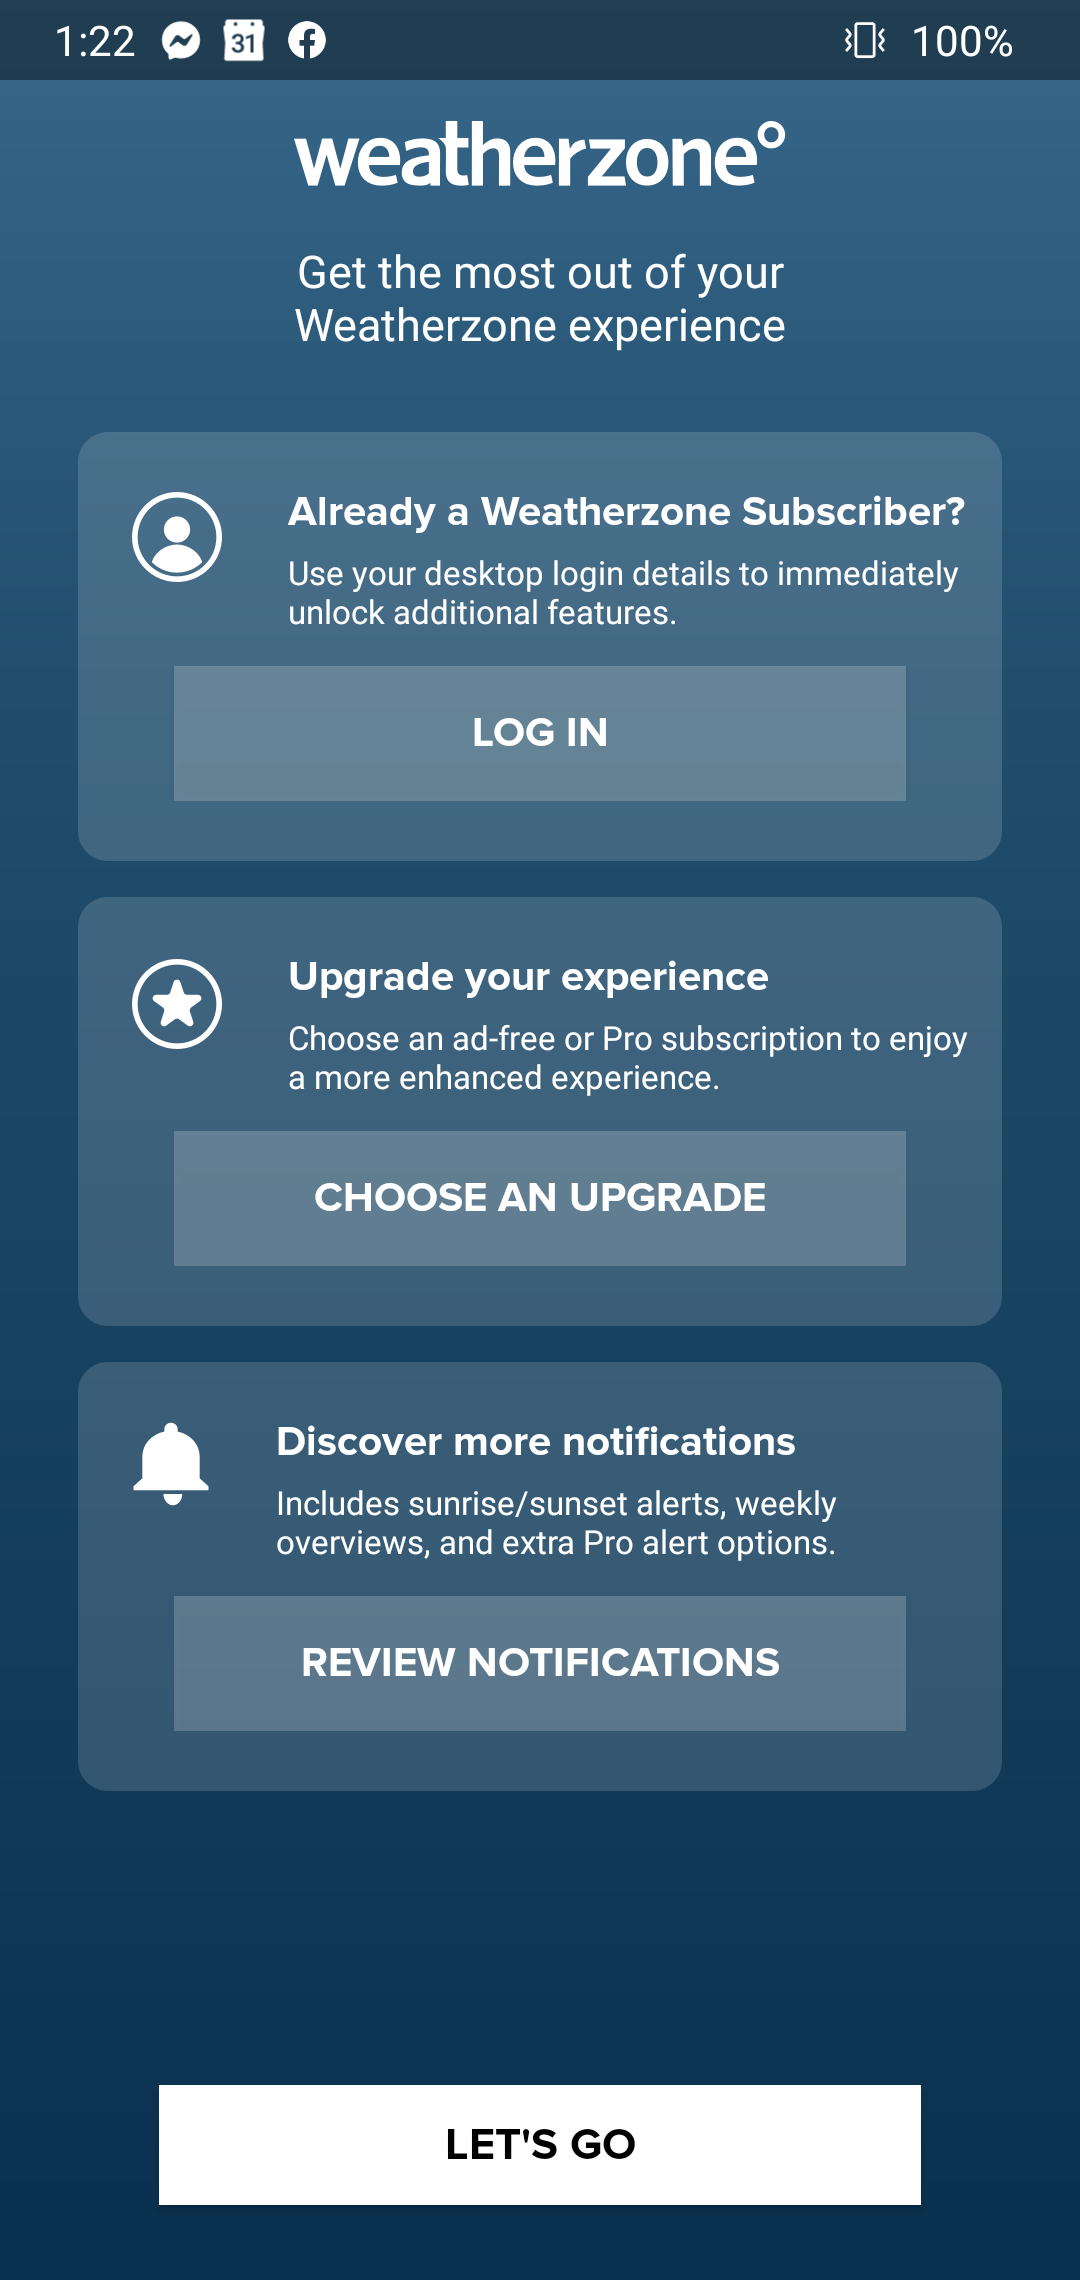 1:22 31 100%
weatherzone°
Get the most out of your
Weatherzone experience
Already a Weatherzone Subscriber?
Use your desktop login details to immediately
unlock additional features.
LOG IN
Upgrade your experience
Choose an ad-free or Pro subscription to enjoy
a more enhanced experience.
CHOOSE AN UPGRADE
Discover more notifications
Includes sunrise/sunset alerts, weekly
overviews, and extra Pro alert options.
REVIEW NOTIFICATIONS
LET'S GO